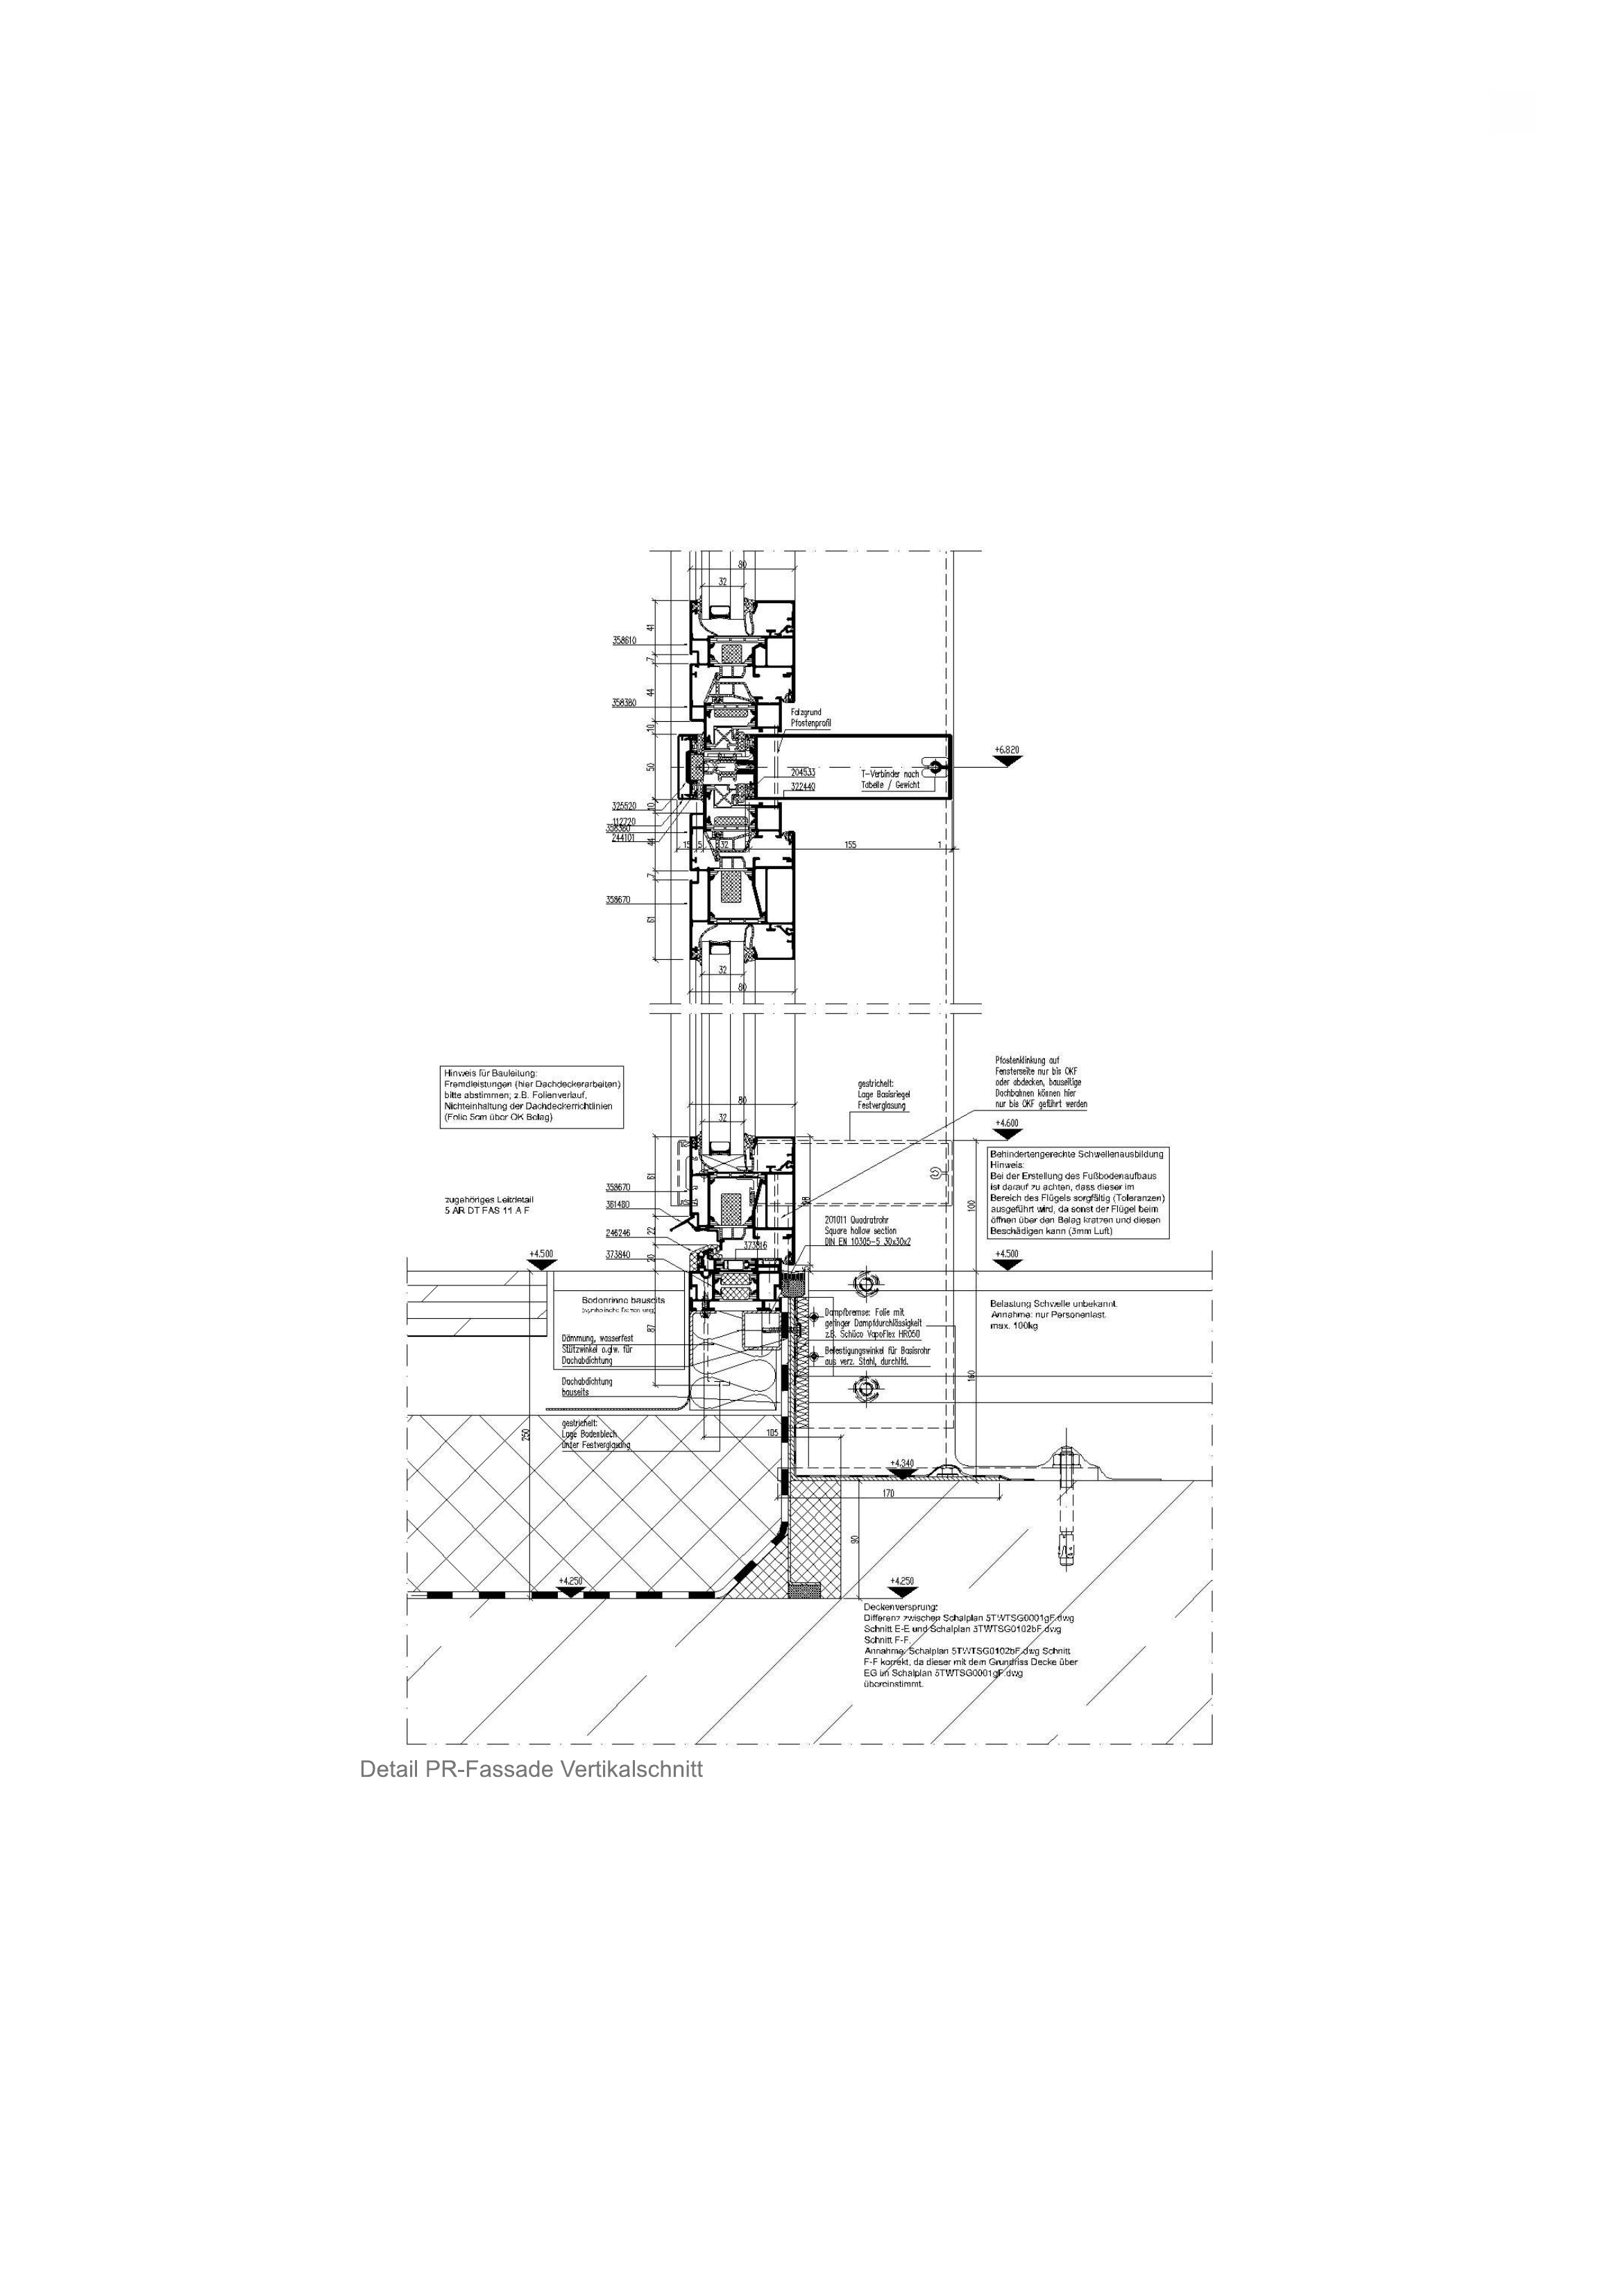 80
32
41
358610
7
44
358380
Falzgrund
Pfostenprofil
10
+6.820
50
204533
T-Verbinder nach
322440
Tabelle / Gewicht
325520
10
112720
358380
244101
44
15
5
32
155
1
7
358670
61
32
80
Pfostenklinkung auf
Fensterseite nur bis OKF
oder abdecken, bauseitige
Dachbahnen können hier
nur bis OKF geführt werden
Hinweis für Bauleitung:
Fremdleistungen (hier Dachdeckerarbeiten)
bitte abstimmen; z.B. Folienverlauf,
Nichteinhaltung der Dachdeckerrichtlinien
(Folie 5cm über OK Belag)
gestrichelt:
Lage Basisriegel
Festverglasung
80
32
+4.600
Behindertengerechte Schwellenausbildung
Hinweis:
Bei der Erstellung des Fußbodenaufbaus
ist darauf zu achten, dass dieser im
Bereich des Flügels sorgfältig (Toleranzen)
ausgeführt wird, da sonst der Flügel beim
öffnen über den Belag kratzen und diesen
Beschädigen kann (3mm Luft)
61
358670
361480
zugehöriges Leitdetail
5 AR DT FAS 11 A F
100
201011 Quadratrohr
Square hollow section
DIN EN 10305-5 30x30x2
22
246246
373816
20
373840
+4.500
+4.500
Bodenrinne bauseits
87
Dampfbremse: Folie mit
geringer Dampfdurchlässigkeit
z.B. Schüco VapoFlex HR050
Belastung Schwelle unbekannt.
Annahme: nur Personenlast.
max. 100kg
Dämmung, wasserfest
Stützwinkel o.glw. für
Dachabdichtung
Befestigungswinkel für Basisrohr
aus verz. Stahl, durchlfd.
Dachabdichtung
bauseits
160
gestrichelt:
Lage Bodenblech
unter Festverglasung
250
105
+4.340
170
90
+4.250
+4.250
Deckenversprung:
Differenz zwischen Schalplan 5TWTSG0001gF.dwg
Schnitt E-E und Schalplan 5TWTSG0102bF.dwg
Schnitt F-F.
Annahme: Schalplan 5TWTSG0102bF.dwg Schnitt
F-F korrekt, da dieser mit dem Grundriss Decke über
EG im Schalplan 5TWTSG0001gF.dwg
übereinstimmt.
Detail PR-Fassade Vertikalschnitt